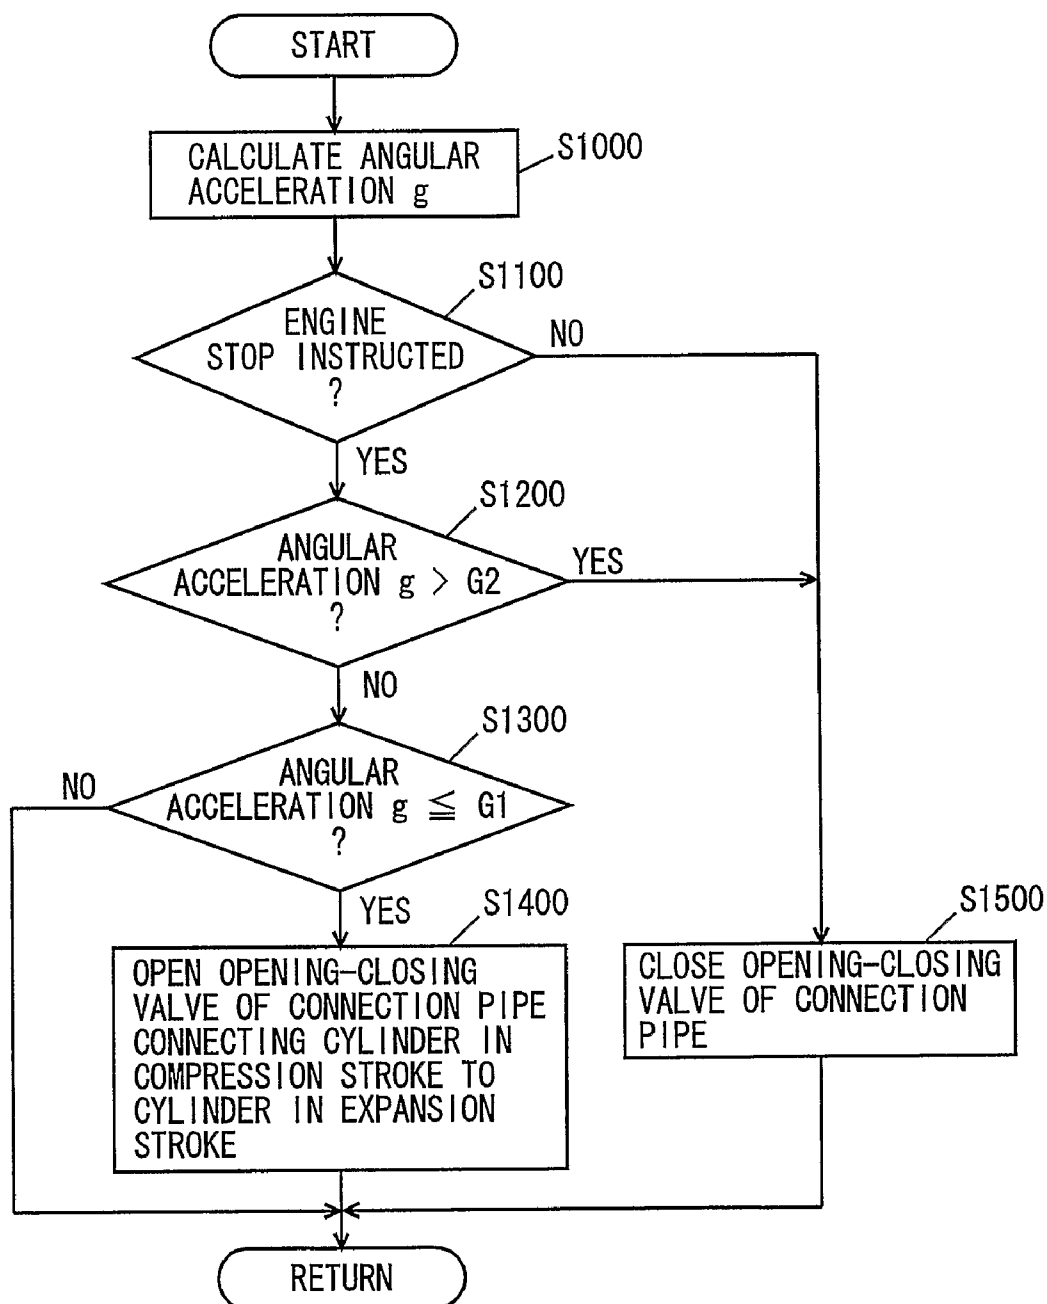 START
CALCULATE ANGULAR
ACCELERATION g
S1000
S1100
ENGINE
STOP INSTRUCTED
?
NO
YES
S1200
ANGULAR
ACCELERATION g > G2
?
YES
NO
S1300
ANGULAR
ACCELERATION g ≦ G1
?
NO
YES
S1400
OPEN OPENING-CLOSING
VALVE OF CONNECTION PIPE
CONNECTING CYLINDER IN
COMPRESSION STROKE TO
CYLINDER IN EXPANSION
STROKE
S1500
CLOSE OPENING-CLOSING
VALVE OF CONNECTION
PIPE
RETURN